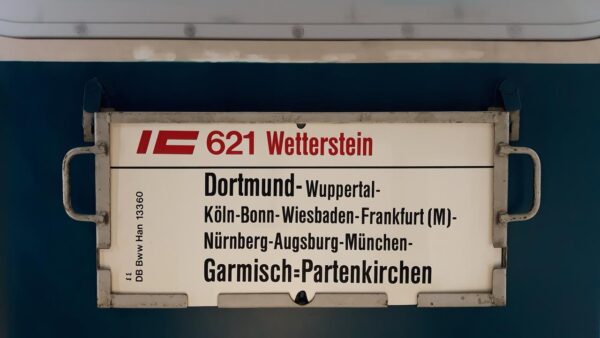 IC 621 Wetterstein
Dortmund- Wuppertal-
Köln-Bonn-Wiesbaden-Frankfurt (M)-
Nürnberg-Augsburg-München-
Garmisch=Partenkirchen
DB Bww Han 13360